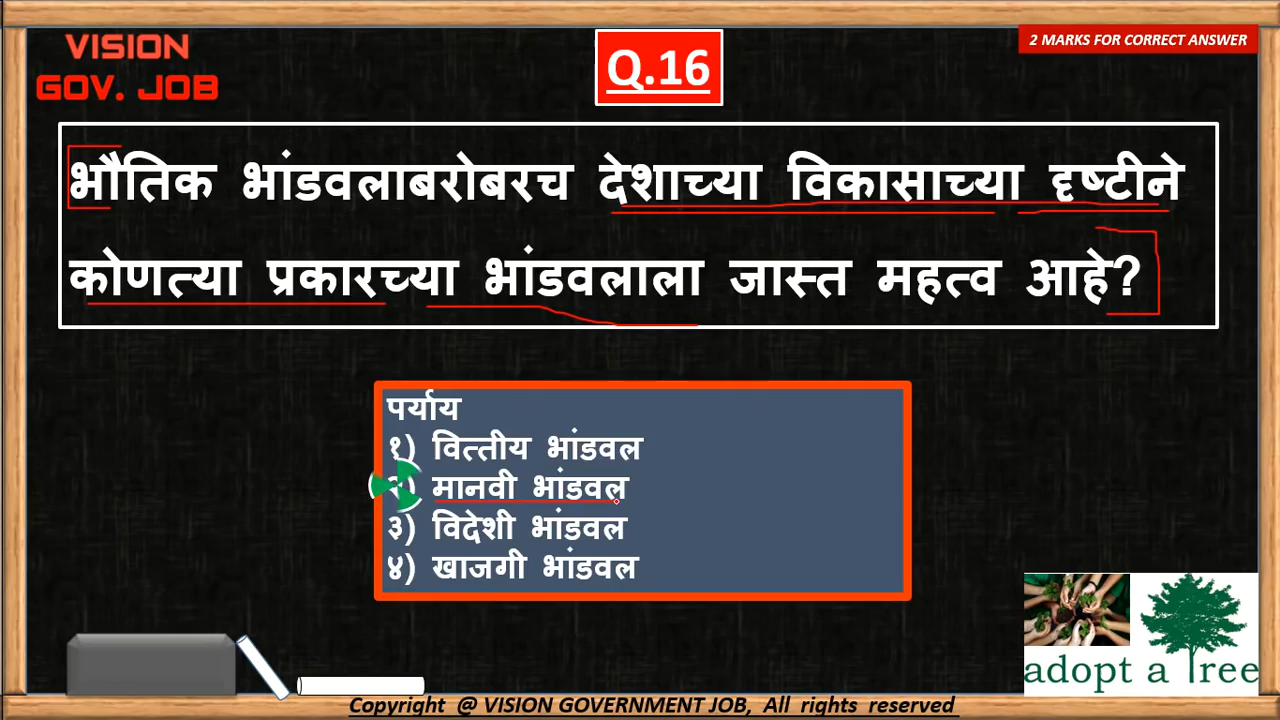 VISION
GOV. JOB
Q.16
2 MARKS FOR CORRECT ANSWER
भौतिक भांडवलाबरोबरच देशाच्या विकासाच्या दृष्टीने
कोणत्या प्रकारच्या भांडवलाला जास्त महत्व आहे?
पर्याय
१) वित्तीय भांडवल
२) मानवी भांडवल
३) विदेशी भांडवल
४) खाजगी भांडवल
adopt a Tree
Copyright @ VISION GOVERNMENT JOB, All rights reserved